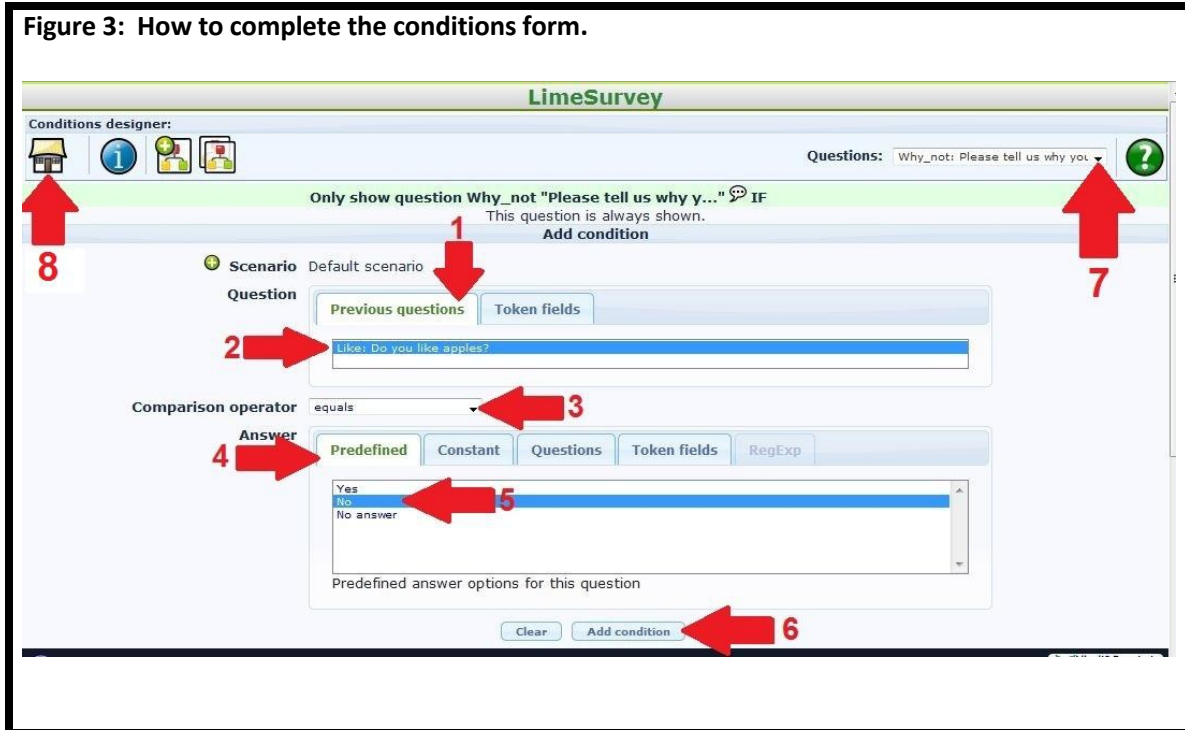 Figure 3: How to complete the conditions form.
LimeSurvey
Conditions designer:
Questions: Why_not: Please tell us why you
Only show question Why_not "Please tell us why y..." IF
This question is always shown.
1
Add condition
8
Scenario Default scenario
7
Question
Previous questions Token fields
2
Like: Do you like apples?
Comparison operator equals
3
Answer
4
Predefined Constant Questions Token fields RegExp
Yes
No
5
No answer
Predefined answer options for this question
Clear Add condition
6